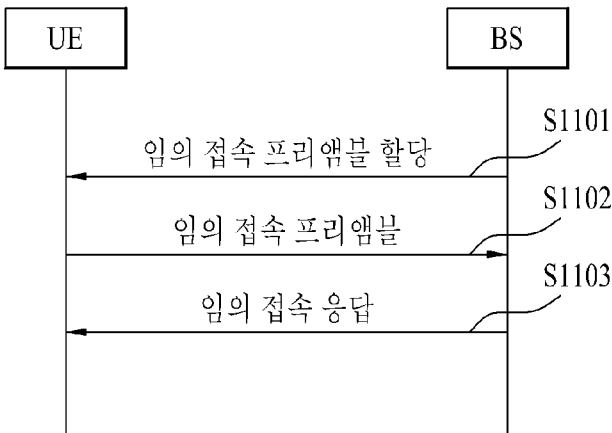 UE
BS
S1101
임의 접속 프리앰블 할당
S1102
임의 접속 프리앰블
S1103
임의 접속 응답